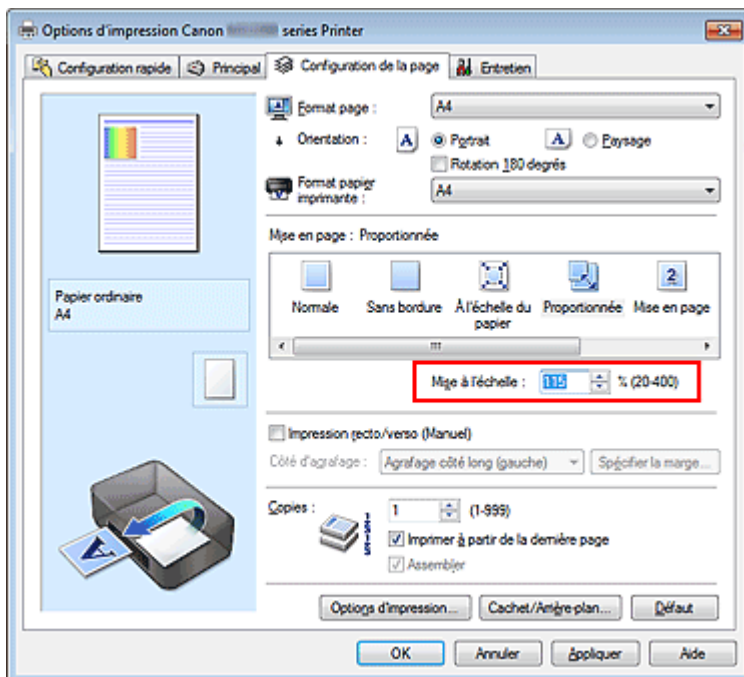 Options d'impression Canon series Printer
Configuration rapide Principal Configuration de la page Entretien
Format page : A4
Orientation : A Portrait A Paysage
Rotation 180 degrés
Format papier imprimante : A4
Mise en page : Proportionnée
2
Normale Sans bordure À l'échelle du papier Proportionnée Mise en page
Papier ordinaire
A4
Mise à l'échelle : 115 % (20-400)
Impression recto/verso (Manuel)
Côté d'agrafage : Agrafage côté long (gauche) Spécifier la marge...
Copies : 1 (1-999)
Imprimer à partir de la dernière page
Assembler
A
Options d'impression... Cachet/Arrière-plan... Défaut
OK Annuler Appliquer Aide